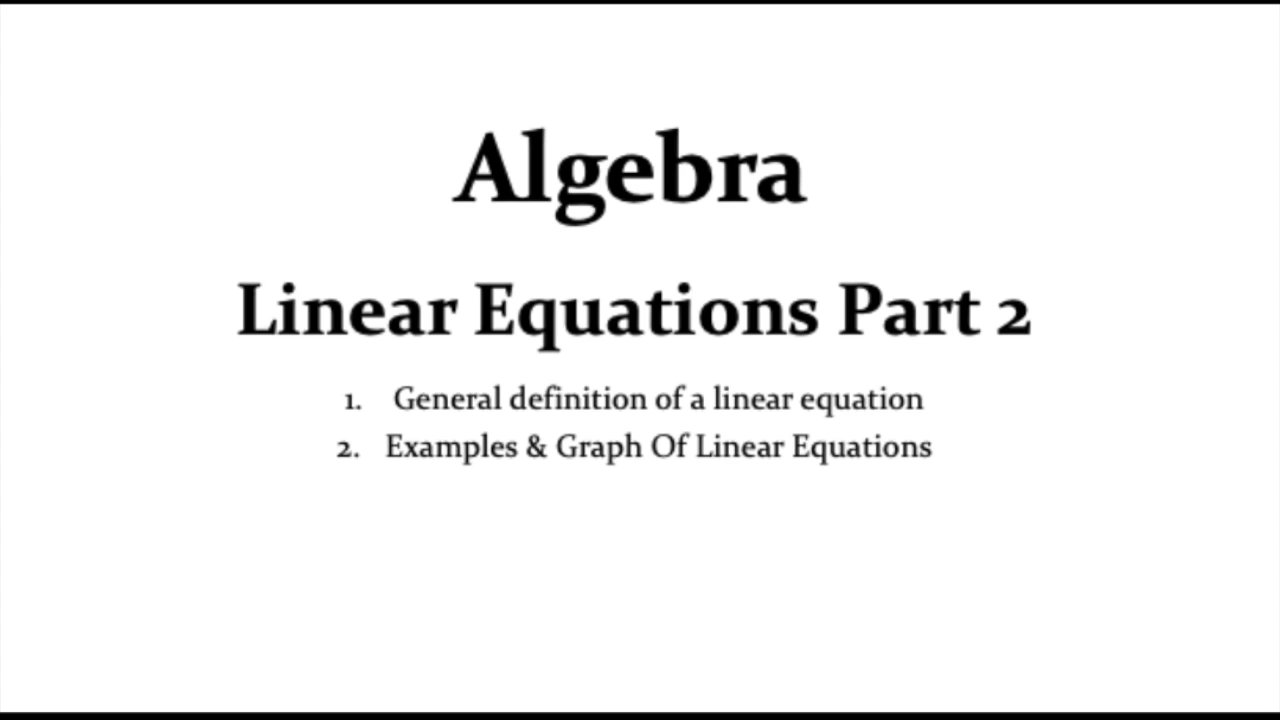 Algebra
Linear Equations Part 2
1. General definition of a linear equation
2. Examples & Graph Of Linear Equations